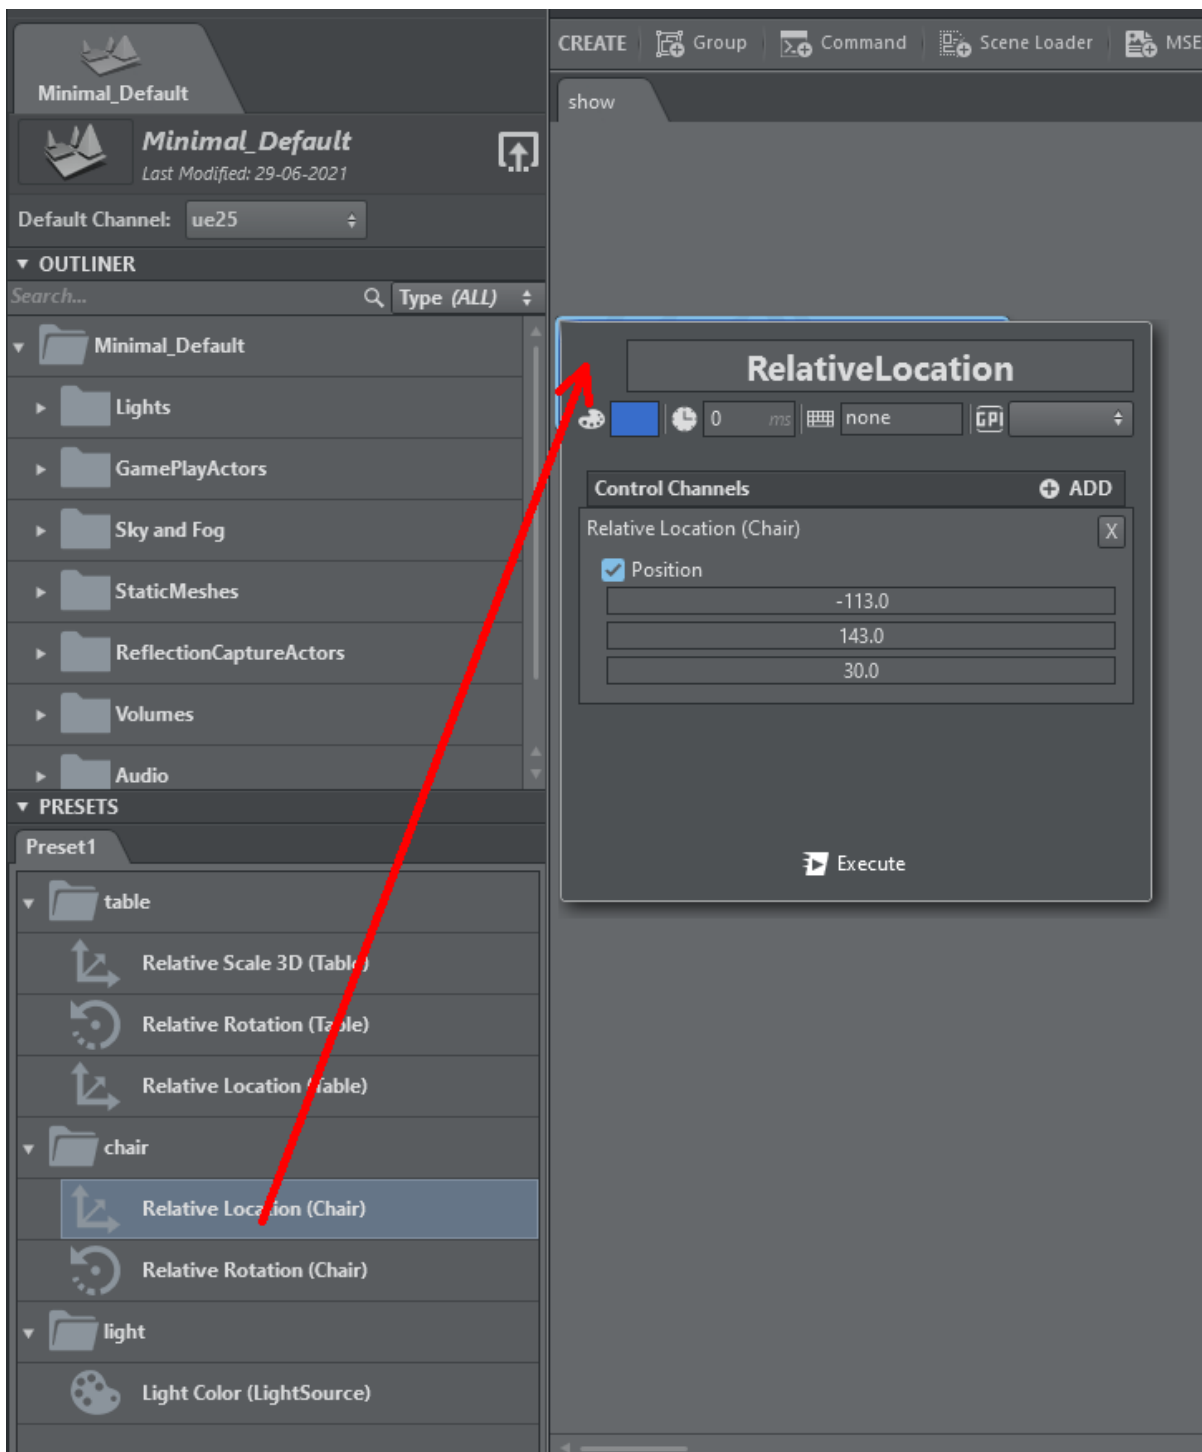 Minimal_Default
Minimal_Default
Last Modified: 29-06-2021
Default Channel: ue25
OUTLINER
Search...
Type (ALL)
Minimal_Default
Lights
GamePlayActors
Sky and Fog
StaticMeshes
ReflectionCaptureActors
Volumes
Audio
PRESETS
Preset1
table
Relative Scale 3D (Table)
Relative Rotation (Table)
Relative Location (Table)
chair
Relative Location (Chair)
Relative Rotation (Chair)
light
Light Color (LightSource)
CREATE Group Command Scene Loader MSE
show
RelativeLocation
0 ms none GPI
Control Channels ADD
Relative Location (Chair) X
Position
-113.0
143.0
30.0
Execute